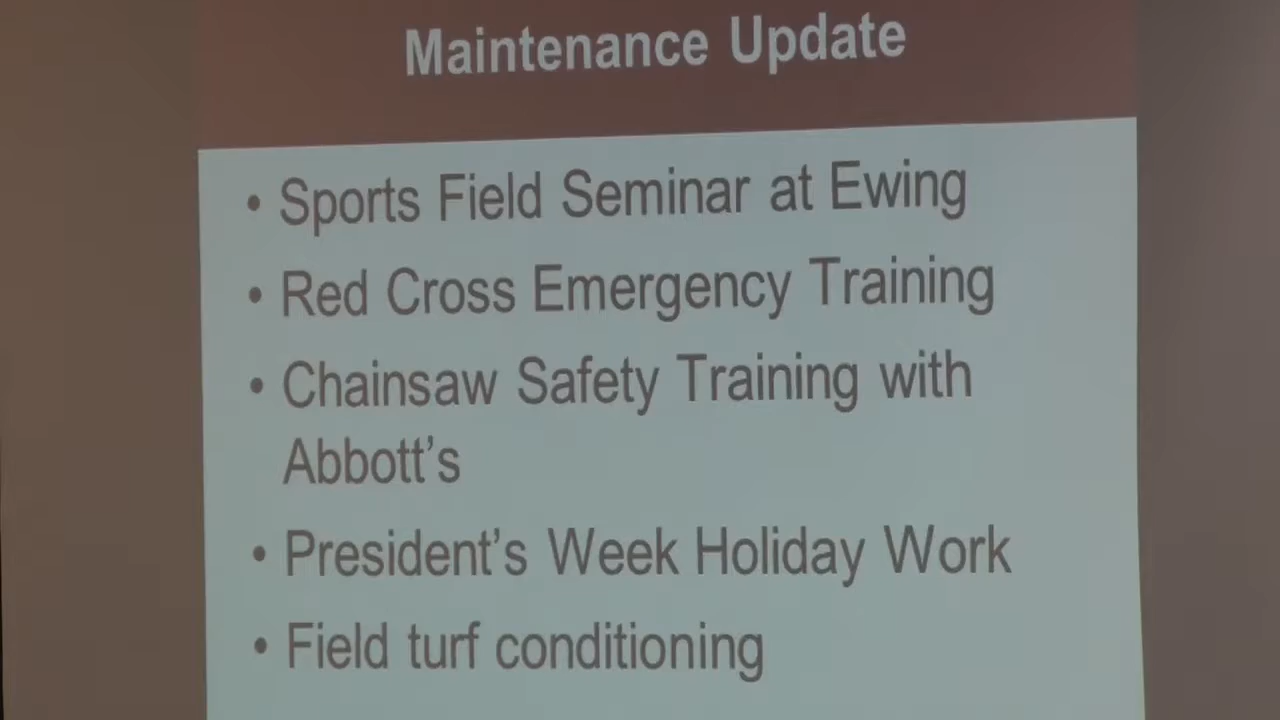 Maintenance Update
• Sports Field Seminar at Ewing
• Red Cross Emergency Training
• Chainsaw Safety Training with
Abbott's
• President's Week Holiday Work
• Field turf conditioning